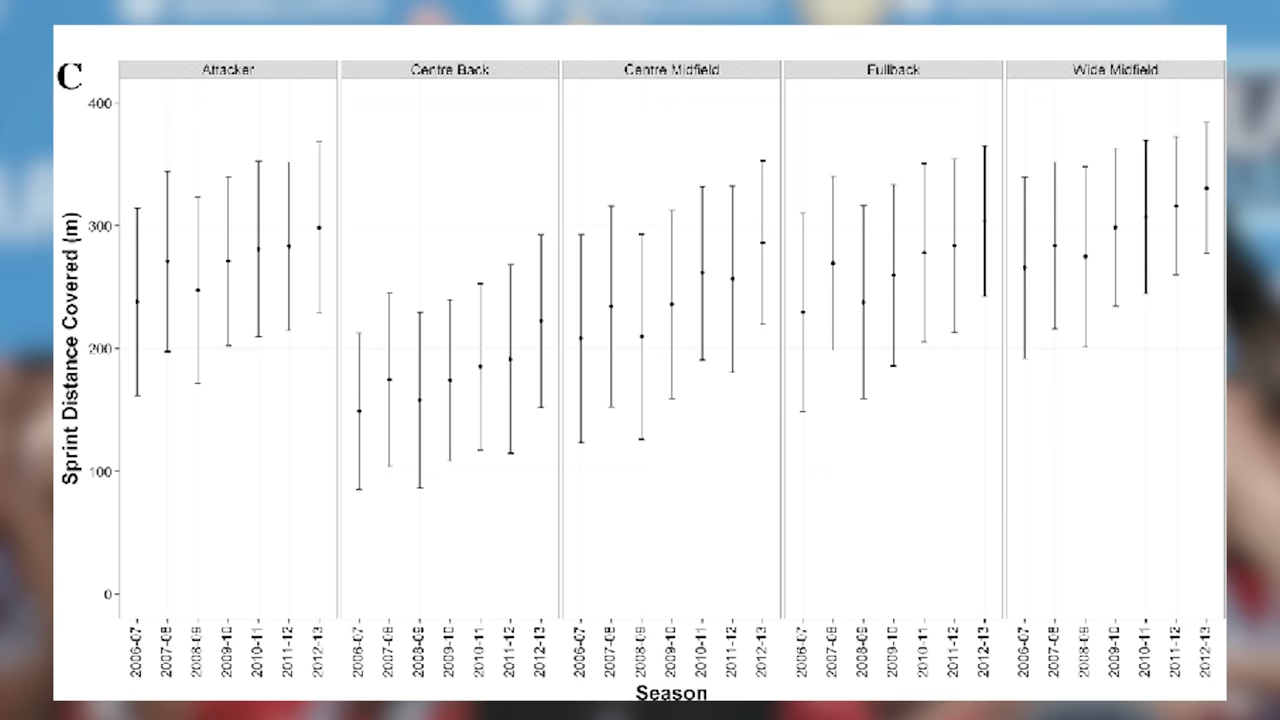 C
Attacker
Centre Back
Centre Midfield
Fullback
Wide Midfield
Sprint Distance Covered (m)
400
300
200
100
0
2006-07 2007-08 2008-09 2009-10 2010-11 2011-12 2012-13
2006-07 2007-08 2008-09 2009-10 2010-11 2011-12 2012-13
2006-07 2007-08 2008-09 2009-10 2010-11 2011-12 2012-13
2006-07 2007-08 2008-09 2009-10 2010-11 2011-12 2012-13
2006-07 2007-08 2008-09 2009-10 2010-11 2011-12 2012-13
Season